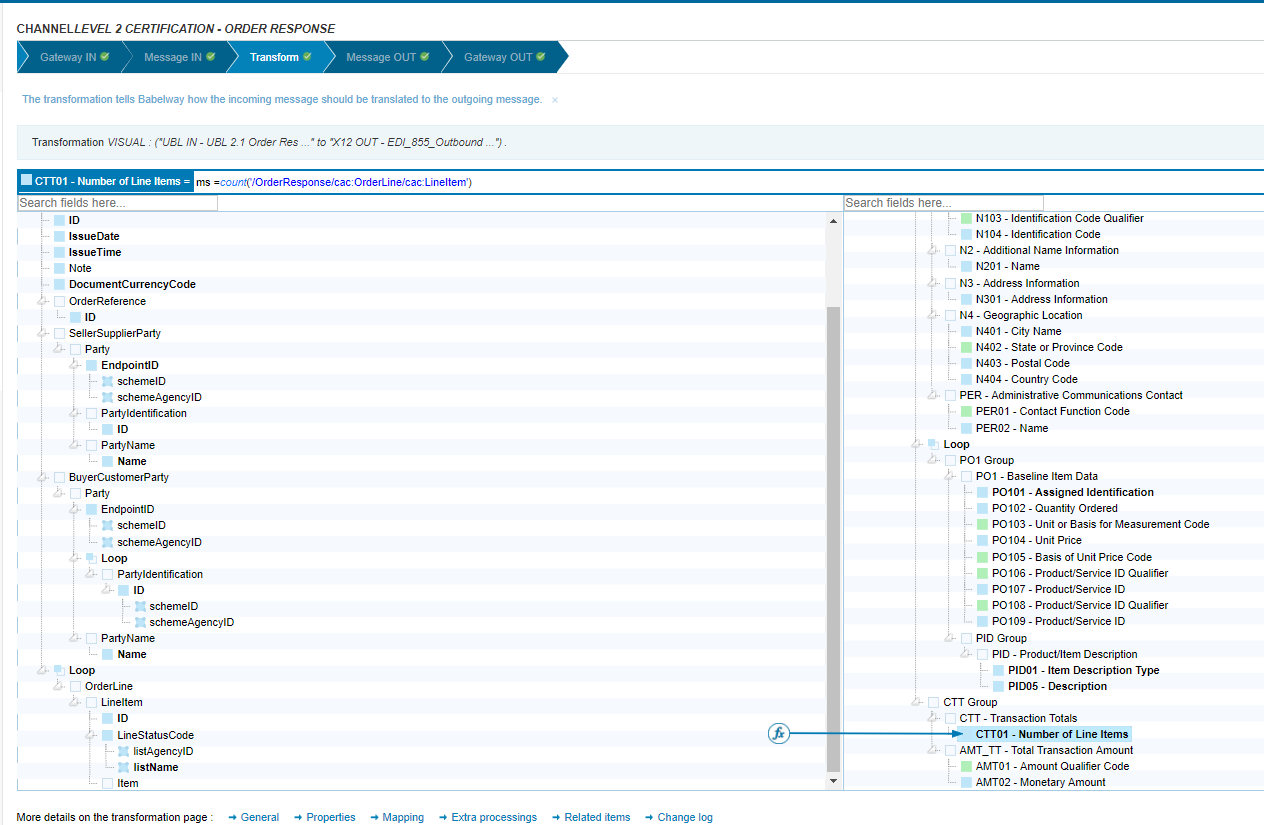 CHANNELLEVEL 2 CERTIFICATION - ORDER RESPONSE
Gateway IN
Message IN
Transform
Message OUT
Gateway OUT
The transformation tells Babelway how the incoming message should be translated to the outgoing message. ×
Transformation VISUAL : ("UBL IN - UBL 2.1 Order Res ..." to "X12 OUT - EDI_855_Outbound ...") .
CTT01 - Number of Line Items = ms =count('/OrderResponse/cac:OrderLine/cac:LineItem')
Search fields here...
ID
IssueDate
IssueTime
Note
DocumentCurrencyCode
OrderReference
ID
SellerSupplierParty
Party
EndpointID
schemeID
schemeAgencyID
PartyIdentification
ID
PartyName
Name
BuyerCustomerParty
Party
EndpointID
schemeID
schemeAgencyID
Loop
PartyIdentification
ID
schemeID
schemeAgencyID
PartyName
Name
Loop
OrderLine
LineItem
ID
LineStatusCode
listAgencyID
listName
Item
fx
Search fields here...
N103 - Identification Code Qualifier
N104 - Identification Code
N2 - Additional Name Information
N201 - Name
N3 - Address Information
N301 - Address Information
N4 - Geographic Location
N401 - City Name
N402 - State or Province Code
N403 - Postal Code
N404 - Country Code
PER - Administrative Communications Contact
PER01 - Contact Function Code
PER02 - Name
Loop
PO1 Group
PO1 - Baseline Item Data
PO101 - Assigned Identification
PO102 - Quantity Ordered
PO103 - Unit or Basis for Measurement Code
PO104 - Unit Price
PO105 - Basis of Unit Price Code
PO106 - Product/Service ID Qualifier
PO107 - Product/Service ID
PO108 - Product/Service ID Qualifier
PO109 - Product/Service ID
PID Group
PID - Product/Item Description
PID01 - Item Description Type
PID05 - Description
CTT Group
CTT - Transaction Totals
CTT01 - Number of Line Items
AMT_TT - Total Transaction Amount
AMT01 - Amount Qualifier Code
AMT02 - Monetary Amount
More details on the transformation page : General Properties Mapping Extra processings Related items Change log